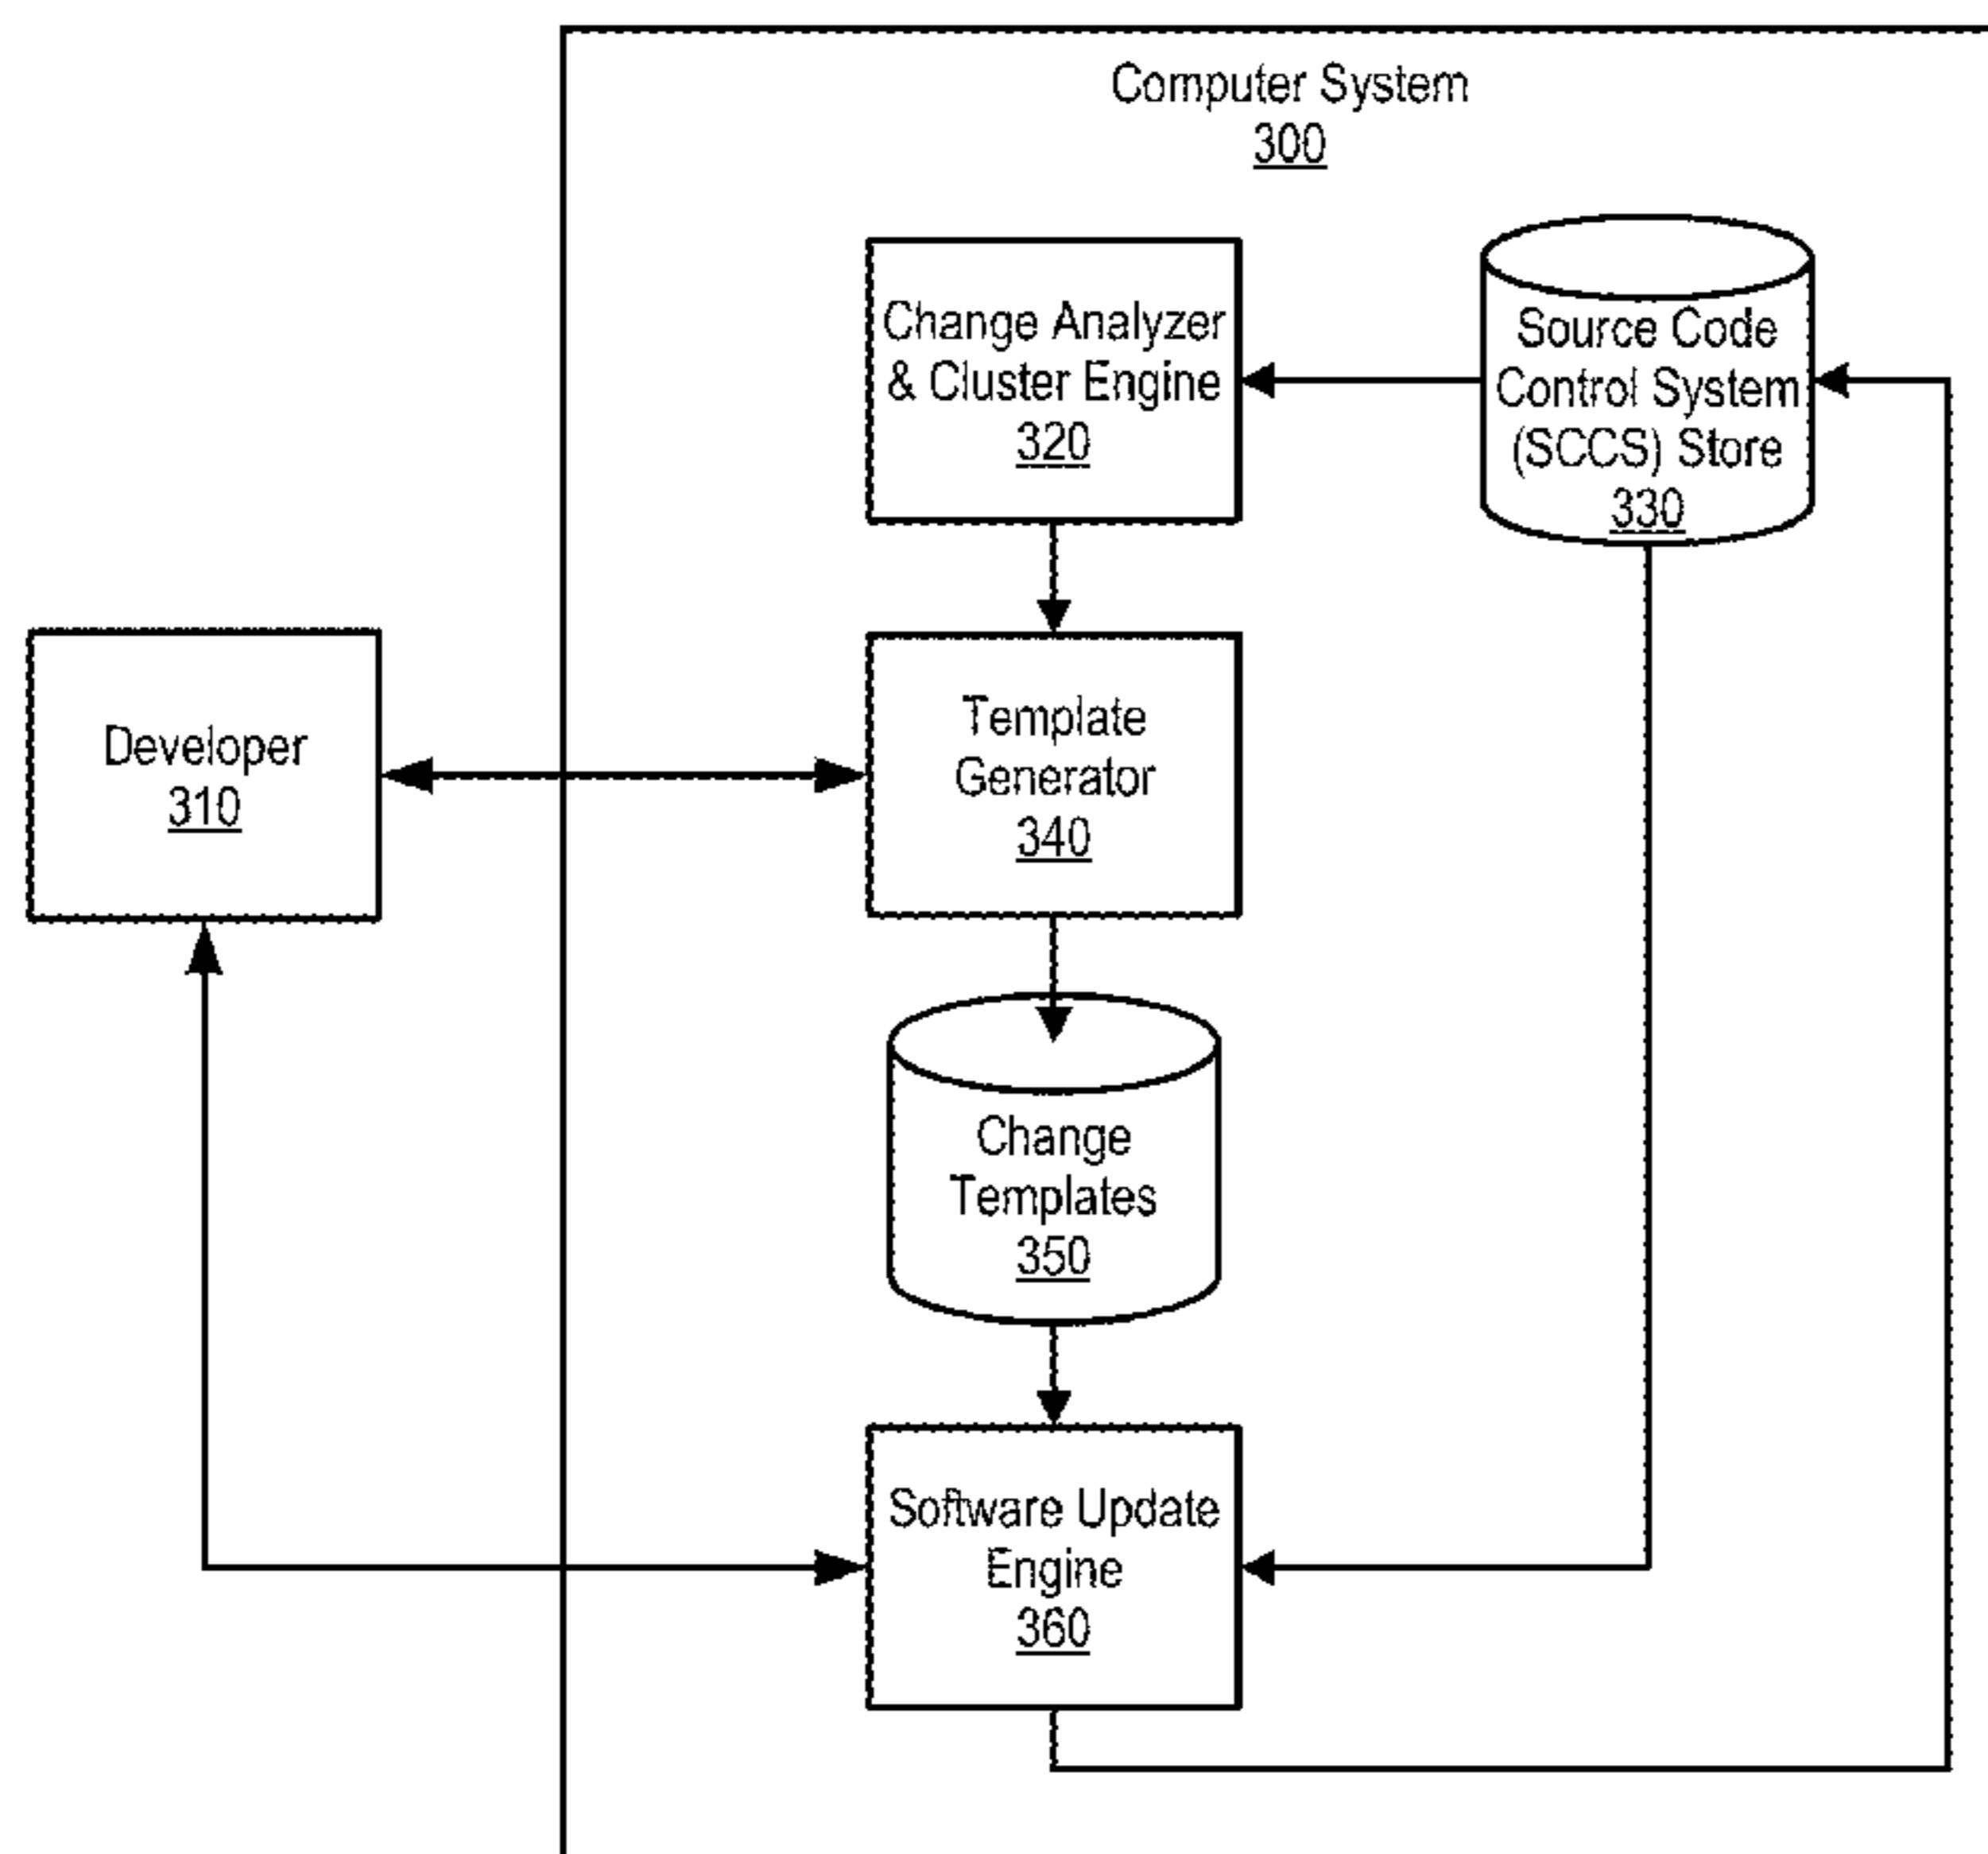 Computer System
300
Change Analyzer
& Cluster Engine
320
Source Code
Control System
(SCCS) Store
330
Developer
310
Template
Generator
340
Change
Templates
350
Software Update
Engine
360